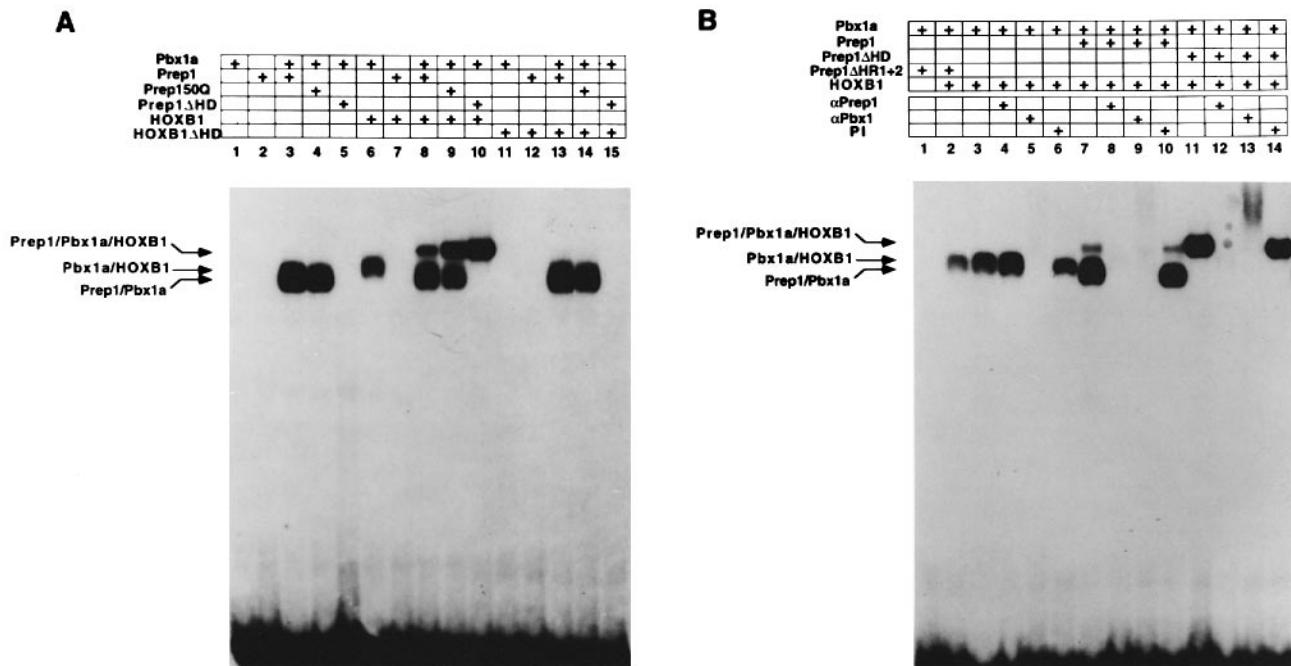 A
Pbx1a + + + + + + + + + + + +
Prep1 + + + + + +
Prep150Q + + +
Prep1ΔHD + + +
HOXB1 + + + + +
HOXB1ΔHD + + + + +
1 2 3 4 5 6 7 8 9 10 11 12 13 14 15
Prep1/Pbx1a/HOXB1
Pbx1a/HOXB1
Prep1/Pbx1a
B
Pbx1a + + + + + + + + + + + + + +
Prep1 + + + +
Prep1ΔHD + + + +
Prep1ΔHR1+2 + +
HOXB1 + + + + + + + + + + + + +
αPrep1 + + +
αPbx1 + + +
PI + + +
1 2 3 4 5 6 7 8 9 10 11 12 13 14
Prep1/Pbx1a/HOXB1
Pbx1a/HOXB1
Prep1/Pbx1a